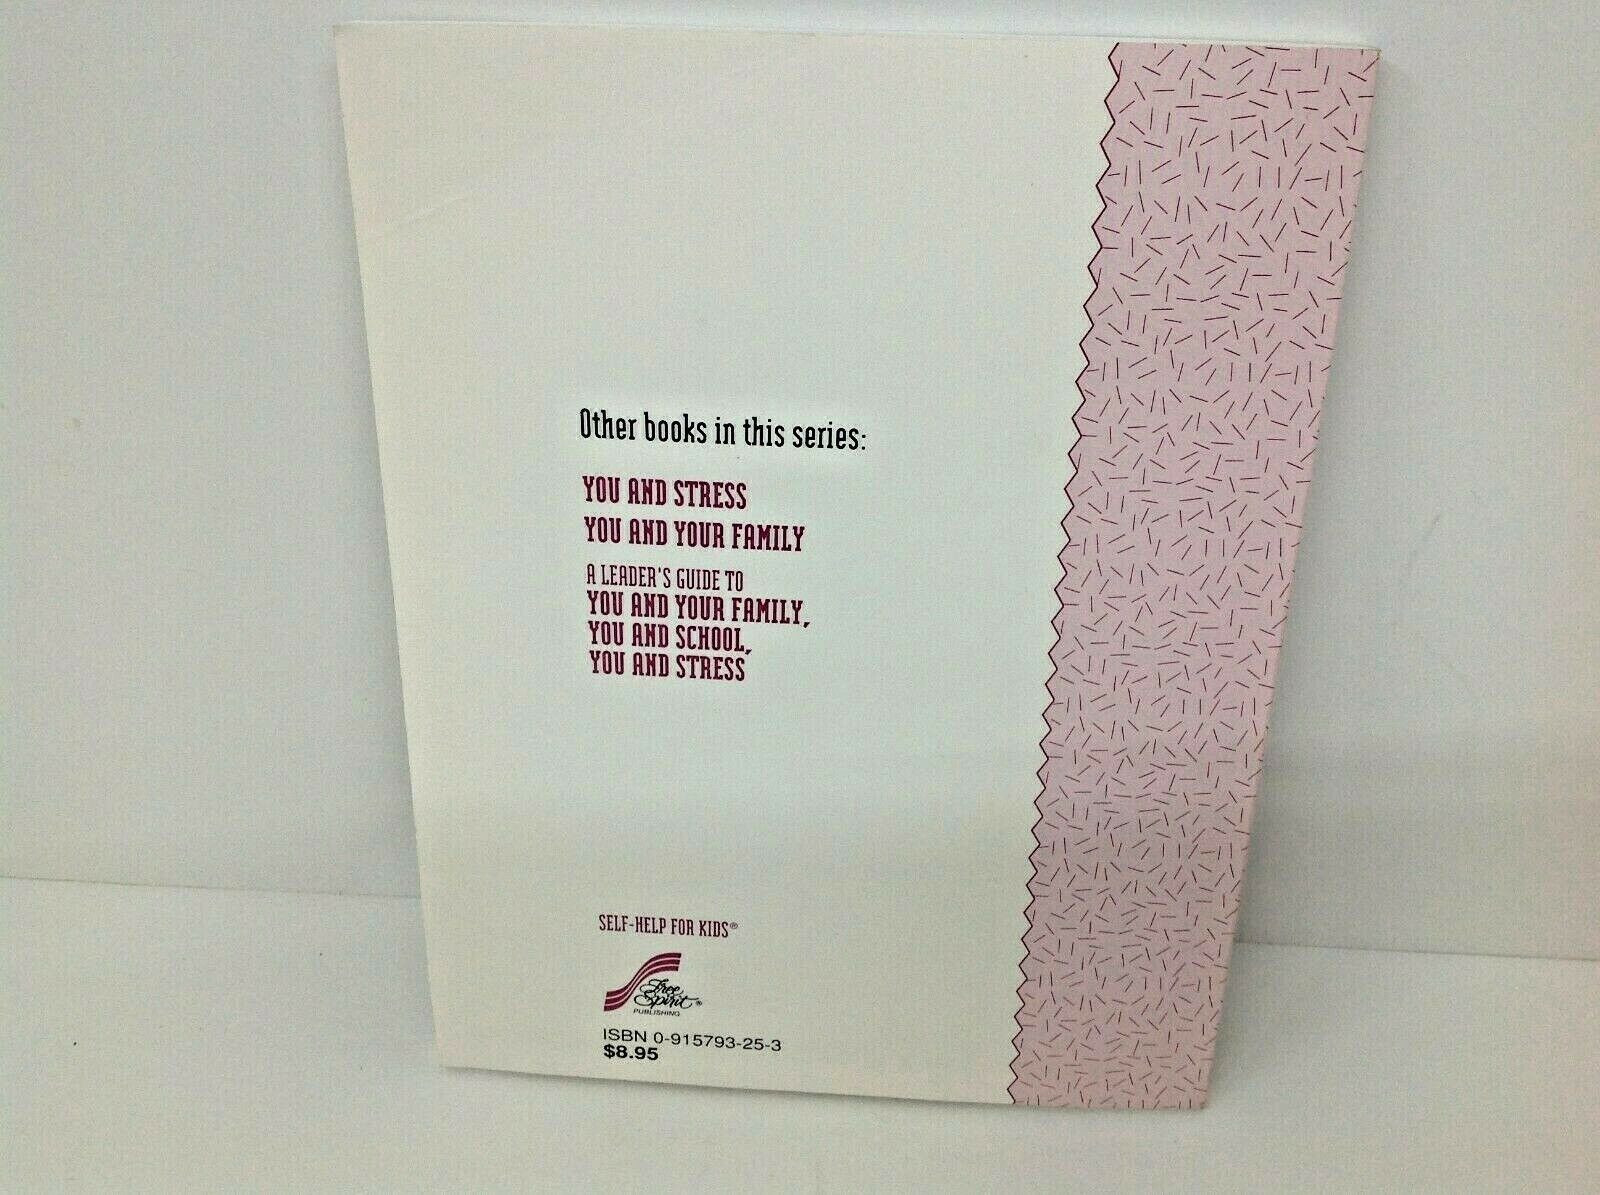 Other books in this series:
YOU AND STRESS
YOU AND YOUR FAMILY
A LEADER'S GUIDE TO
YOU AND YOUR FAMILY,
YOU AND SCHOOL,
YOU AND STRESS
SELF-HELP FOR KIDS®
Free
Spirit®
PUBLISHING
ISBN 0-915793-25-3
$8.95